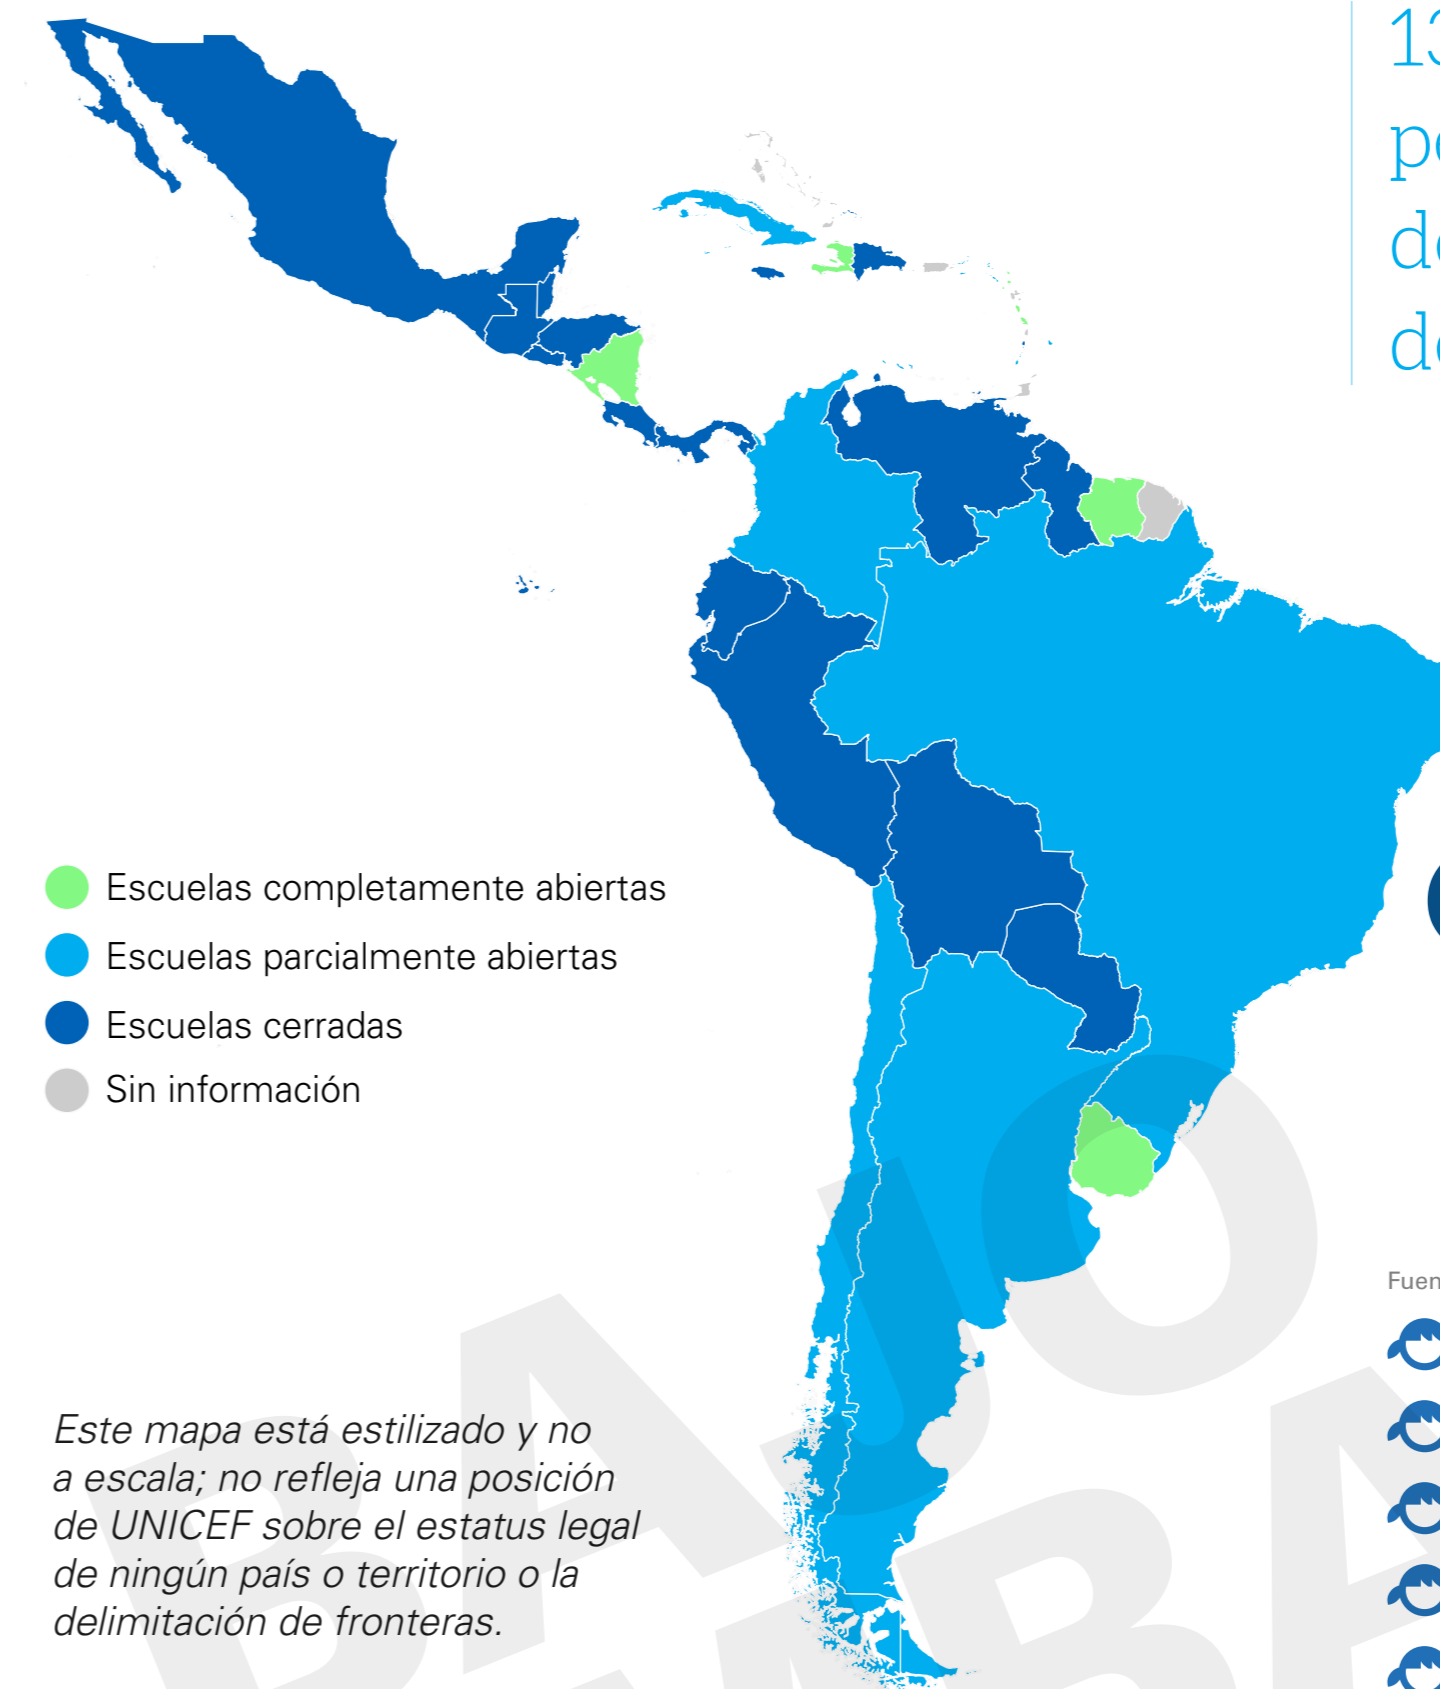 Escuelas completamente abiertas
Escuelas parcialmente abiertas
Escuelas cerradas
Sin información
Este mapa está estilizado y no
a escala; no refleja una posición
de UNICEF sobre el estatus legal
de ningún país o territorio o la
delimitación de fronteras.
BAJO